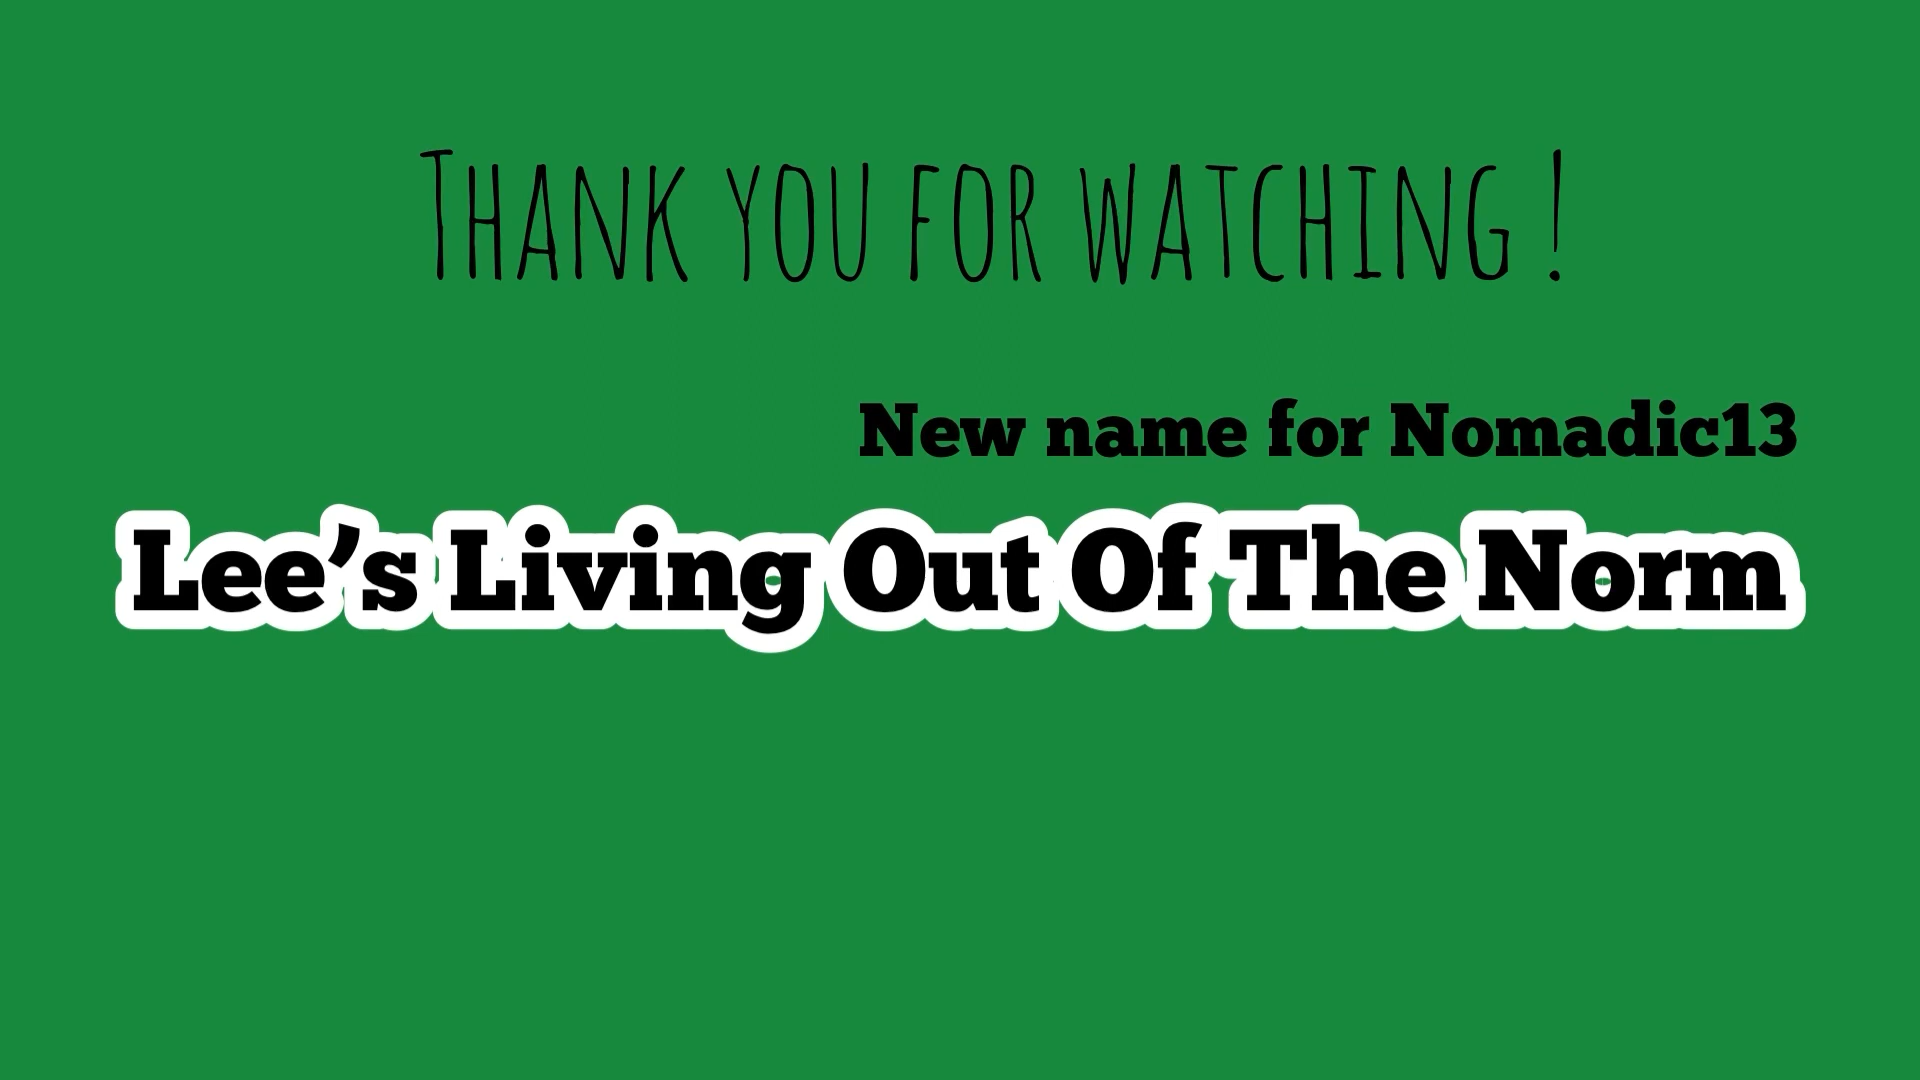 Thank you for watching !
New name for Nomadic13
Lee’s Living Out Of The Norm